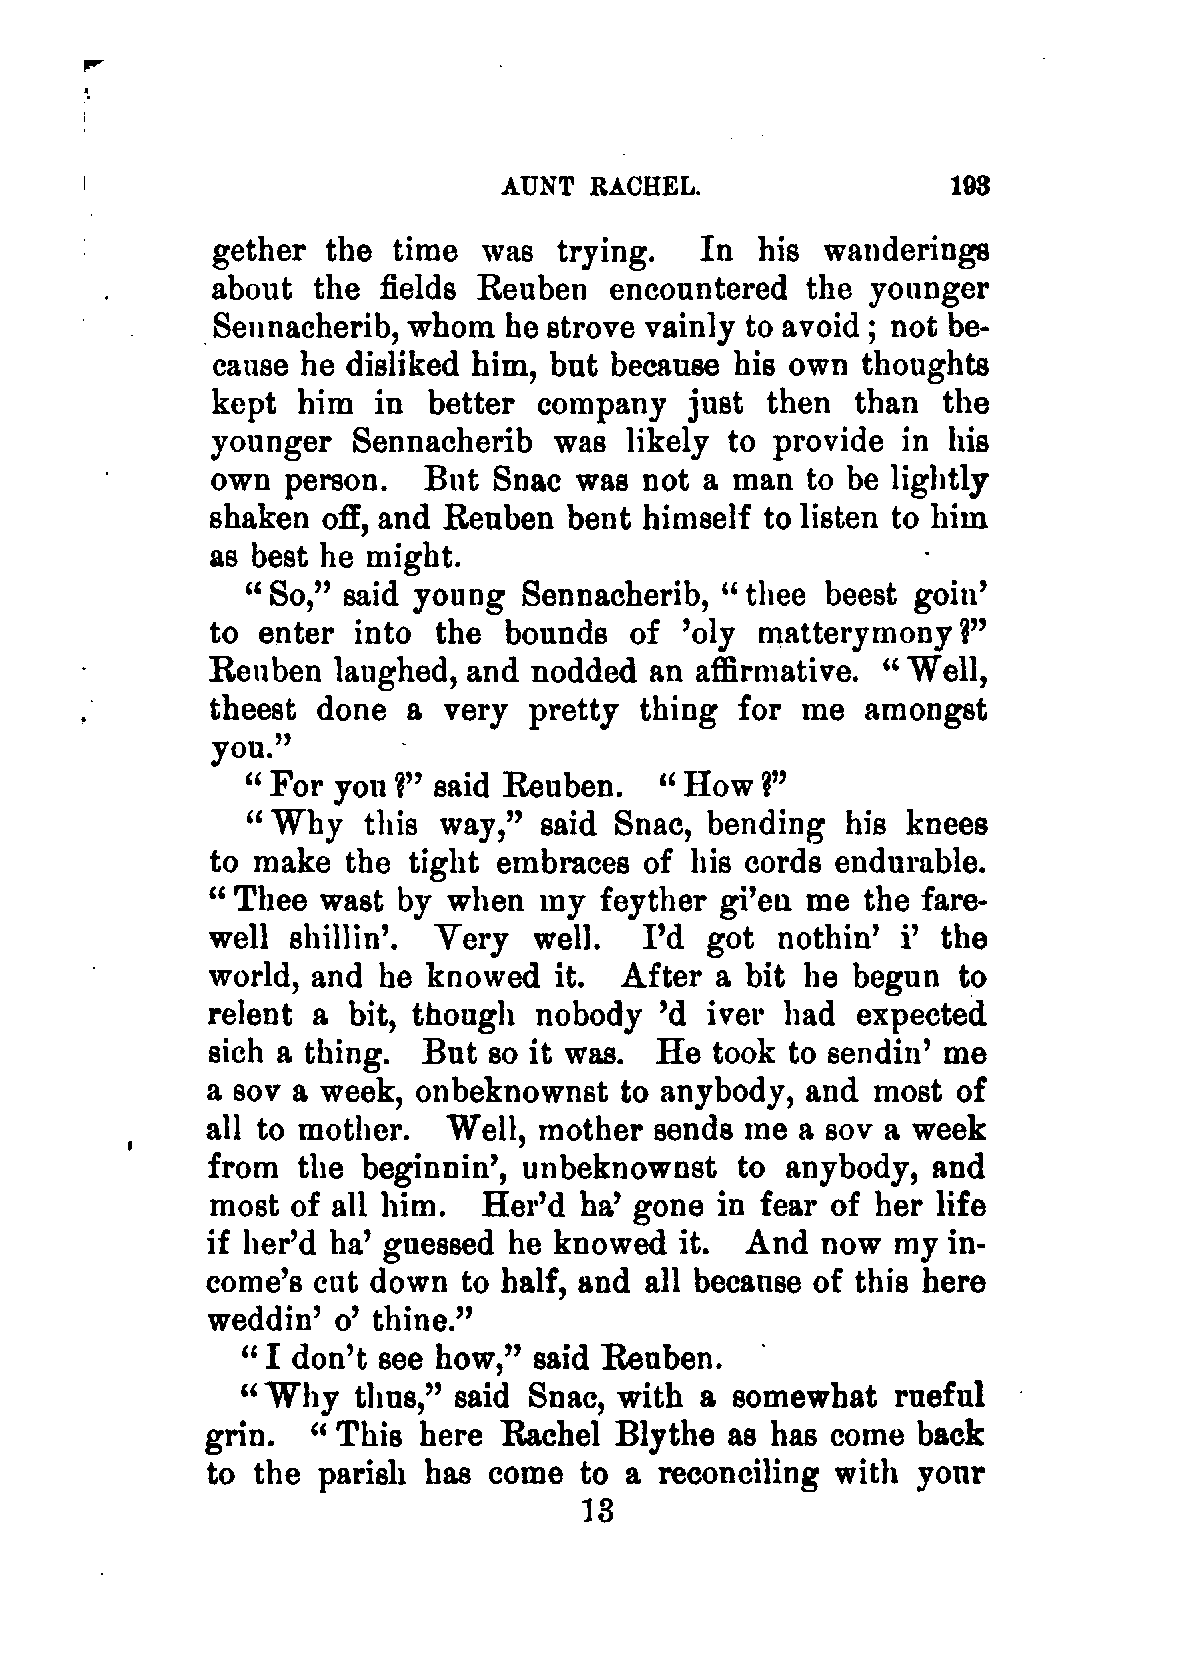 AUNT RACHEL. 193
gether the time was trying. In his wanderings
about the fields Reuben encountered the younger
Sennacherib, whom he strove vainly to avoid; not be-
cause he disliked him, but because his own thoughts
kept him in better company just then than the
younger Sennacherib was likely to provide in his
own person. But Snac was not a man to be lightly
shaken off, and Reuben bent himself to listen to him
as best he might.
“So,” said young Sennacherib, “thee beest goin’
to enter into the bounds of ’oly matterymony?”
Reuben laughed, and nodded an affirmative. “Well,
theest done a very pretty thing for me amongst
you.”
“For you?” said Reuben. “How?”
“Why this way,” said Snac, bending his knees
to make the tight embraces of his cords endurable.
“Thee wast by when my feyther gi’en me the fare-
well shillin’. Very well. I’d got nothin’ i’ the
world, and he knowed it. After a bit he begun to
relent a bit, though nobody ’d iver had expected
sich a thing. But so it was. He took to sendin’ me
a sov a week, onbeknownst to anybody, and most of
all to mother. Well, mother sends me a sov a week
from the beginnin’, unbeknownst to anybody, and
most of all him. Her’d ha’ gone in fear of her life
if her’d ha’ guessed he knowed it. And now my in-
come’s cut down to half, and all because of this here
weddin’ o’ thine.”
“I don’t see how,” said Reuben.
“Why thus,” said Snac, with a somewhat rueful
grin. “This here Rachel Blythe as has come back
to the parish has come to a reconciling with your
13